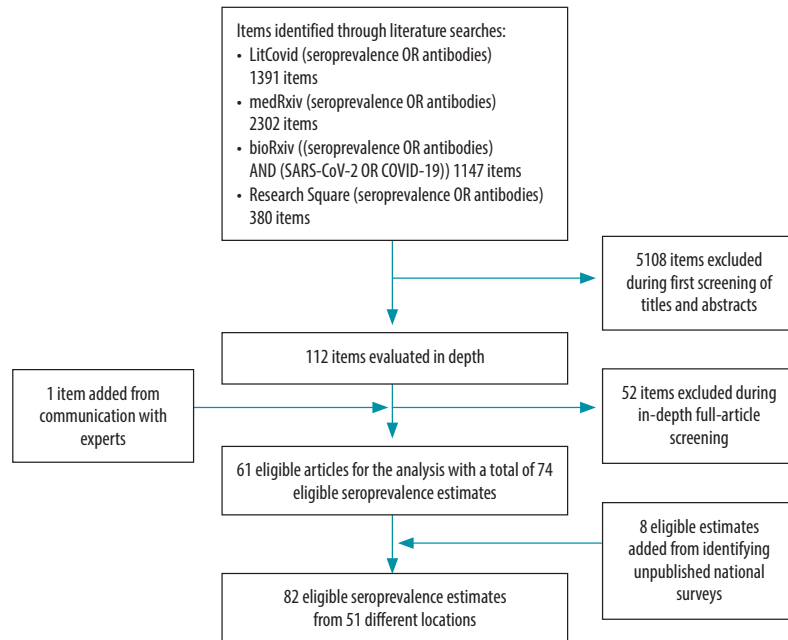 Items identified through literature searches:
• LitCovid (seroprevalence OR antibodies)
1391 items
• medRxiv (seroprevalence OR antibodies)
2302 items
• bioRxiv ((seroprevalence OR antibodies)
AND (SARS-CoV-2 OR COVID-19)) 1147 items
• Research Square (seroprevalence OR antibodies)
380 items
5108 items excluded
during first screening of
titles and abstracts
112 items evaluated in depth
1 item added from
communication with
experts
52 items excluded during
in-depth full-article
screening
61 eligible articles for the analysis with a total of 74
eligible seroprevalence estimates
8 eligible estimates
added from identifying
unpublished national
surveys
82 eligible seroprevalence estimates
from 51 different locations